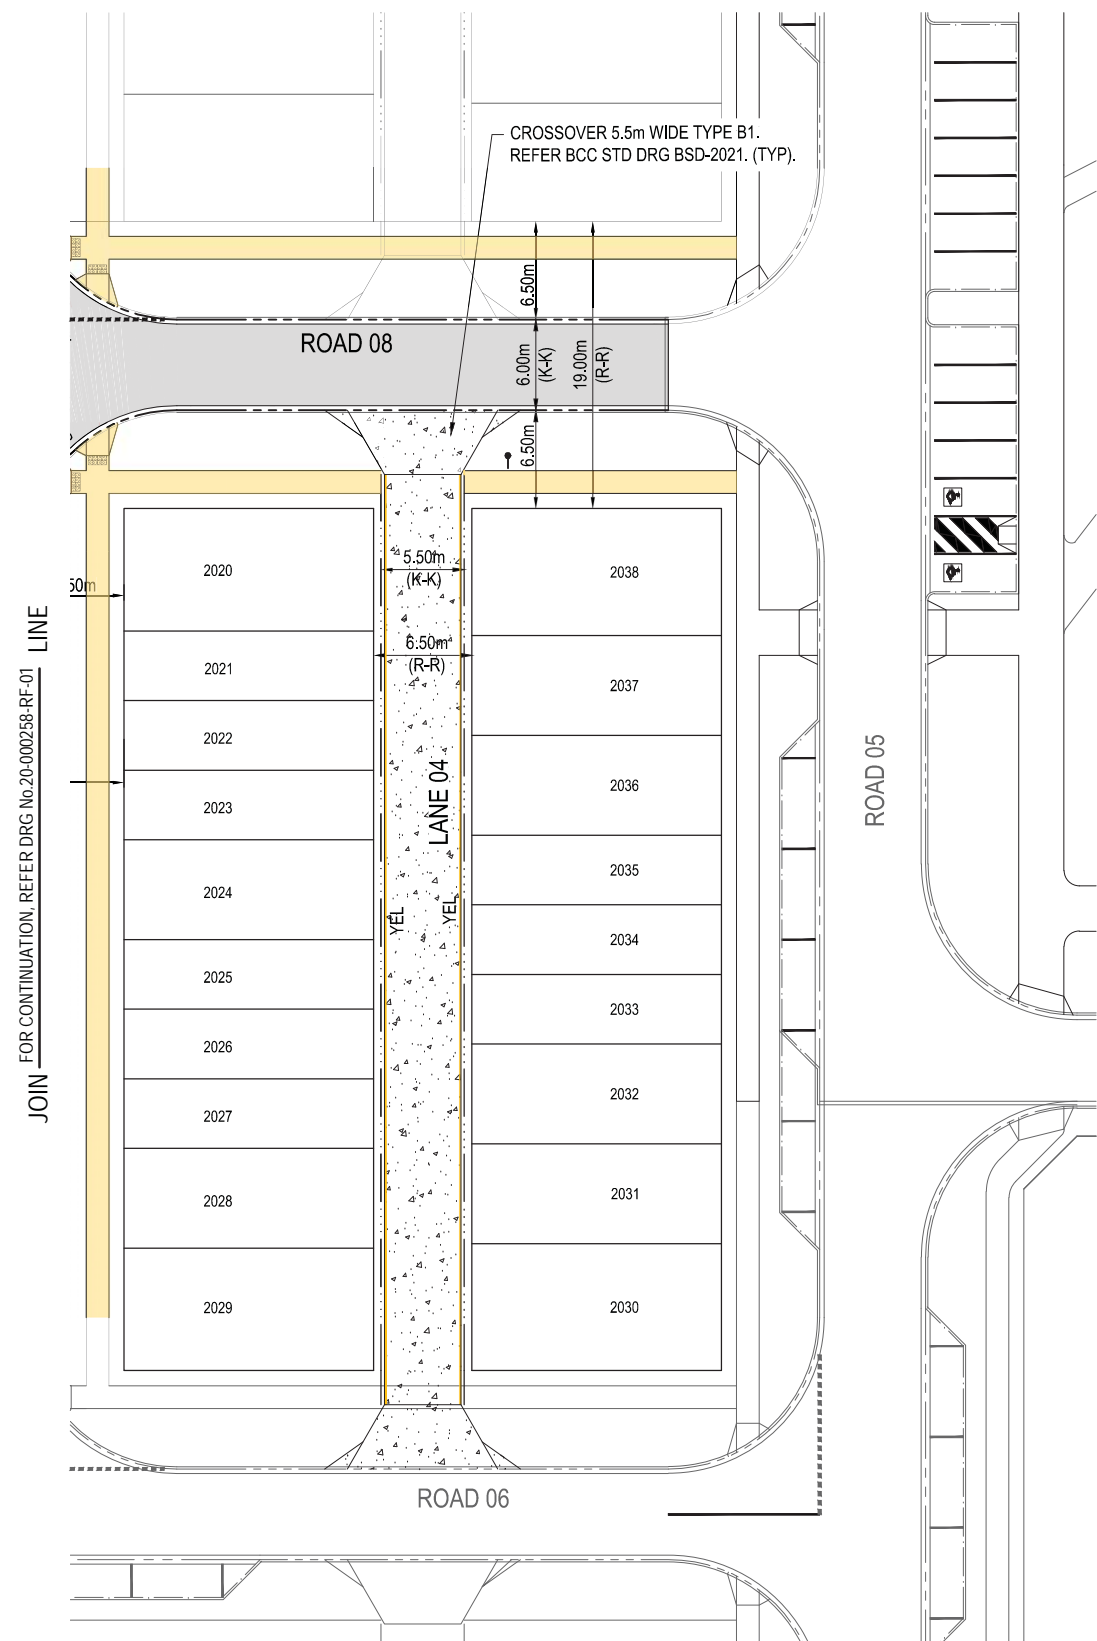 CROSSOVER 5.5m WIDE TYPE B1.
REFER BCC STD DRG BSD-2021. (TYP).
6.50m
ROAD 08
6.00m
(K-K)
19.00m
(R-R)
6.50m
5.50m
(K-K)
6.50m
(R-R)
50m
2020
2021
2022
2023
2024
2025
2026
2027
2028
2029
2038
2037
2036
2035
2034
2033
2032
2031
2030
LANE 04
YEL
YEL
ROAD 05
ROAD 06
JOIN LINE
FOR CONTINUATION, REFER DRG No.20-000258-RF-01